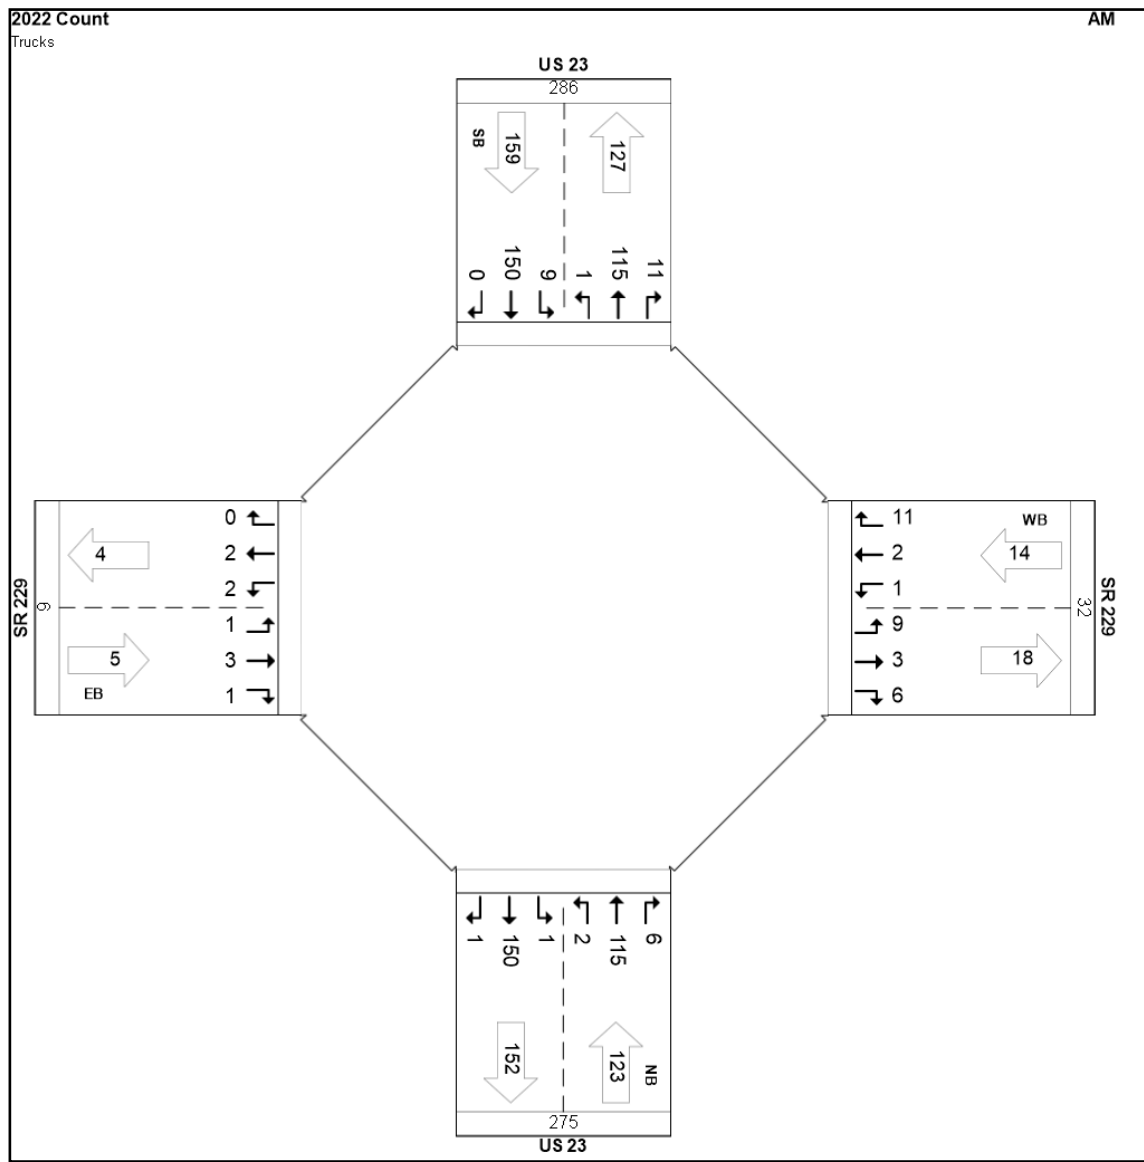 2022 Count AM
Trucks
US 23
286
SB 159 127
0 150 9 1 115 11
0 11 WB
4 2 2 14
2 1
SR 229 9 32 SR 229
1 9
5 3 3 18
EB 1 6
1 150 1 2 115 6
152 123 NB
275
US 23